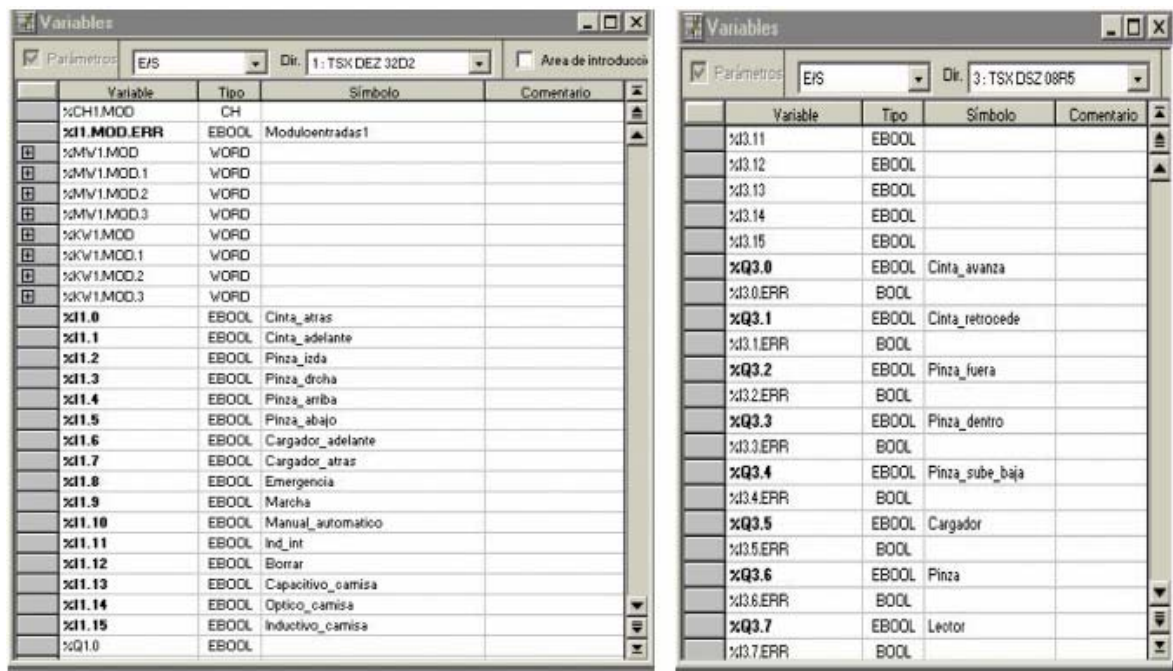 Variables
Parámetros E/S Dir. 1: TSX DEZ 32D2 Area de introducció
Variable Tipo Símbolo Comentario
%CH1.MOD CH
%I1.MOD.ERR EBOOL Moduloentradas1
%MW1.MOD WORD
%MW1.MOD.1 WORD
%MW1.MOD.2 WORD
%MW1.MOD.3 WORD
%KW1.MOD WORD
%KW1.MOD.1 WORD
%KW1.MOD.2 WORD
%KW1.MOD.3 WORD
%I1.0 EBOOL Cinta_atras
%I1.1 EBOOL Cinta_adelante
%I1.2 EBOOL Pinza_izda
%I1.3 EBOOL Pinza_drcha
%I1.4 EBOOL Pinza_arriba
%I1.5 EBOOL Pinza_abajo
%I1.6 EBOOL Cargador_adelante
%I1.7 EBOOL Cargador_atras
%I1.8 EBOOL Emergencia
%I1.9 EBOOL Marcha
%I1.10 EBOOL Manual_automatico
%I1.11 EBOOL Ind_int
%I1.12 EBOOL Borrar
%I1.13 EBOOL Capacitivo_camisa
%I1.14 EBOOL Optico_camisa
%I1.15 EBOOL Inductivo_camisa
%Q1.0 EBOOL
Variables
Parámetros E/S Dir. 3: TSX DSZ 08R5
Variable Tipo Símbolo Comentario
%I3.11 EBOOL
%I3.12 EBOOL
%I3.13 EBOOL
%I3.14 EBOOL
%I3.15 EBOOL
%Q3.0 EBOOL Cinta_avanza
%I3.0.ERR BOOL
%Q3.1 EBOOL Cinta_retrocede
%I3.1.ERR BOOL
%Q3.2 EBOOL Pinza_fuera
%I3.2.ERR BOOL
%Q3.3 EBOOL Pinza_dentro
%I3.3.ERR BOOL
%Q3.4 EBOOL Pinza_sube_baja
%I3.4.ERR BOOL
%Q3.5 EBOOL Cargador
%I3.5.ERR BOOL
%Q3.6 EBOOL Pinza
%I3.6.ERR BOOL
%Q3.7 EBOOL Lector
%I3.7.ERR BOOL